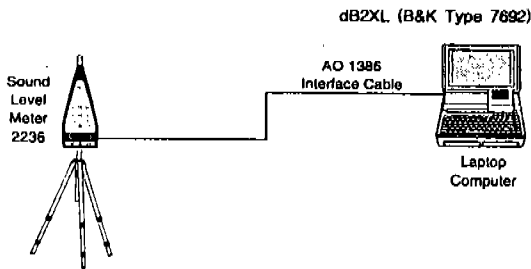 dB2XL (B&K Type 7692)
AO 1386
Interface Cable
Sound
Level
Meter
2236
Laptop
Computer